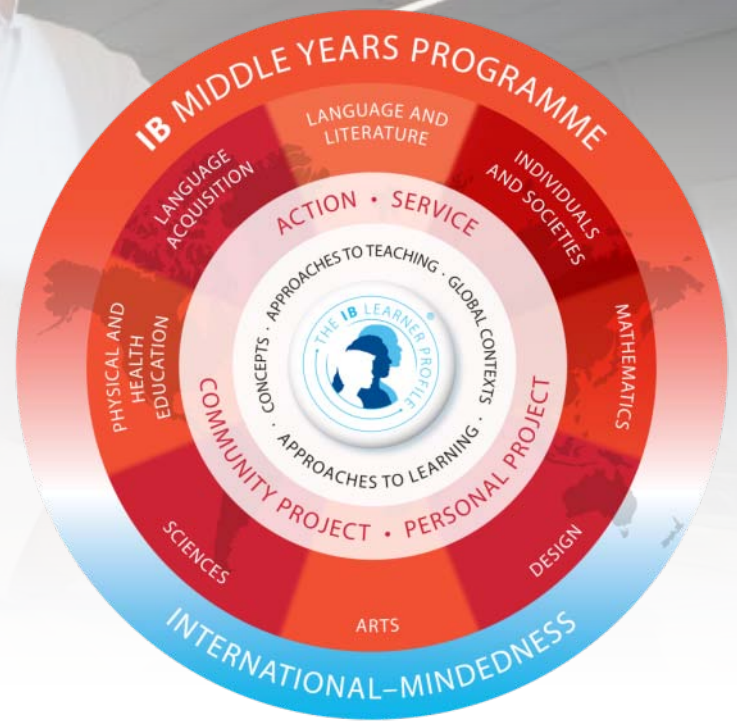 IB MIDDLE YEARS PROGRAMME
LANGUAGE AND
LITERATURE
LANGUAGE
ACQUISITION
INDIVIDUALS
AND SOCIETIES
PHYSICAL AND
HEALTH
EDUCATION
MATHEMATICS
SCIENCES
ARTS
DESIGN
ACTION • SERVICE
COMMUNITY PROJECT • PERSONAL PROJECT
APPROACHES TO TEACHING · GLOBAL CONTEXTS ·
APPROACHES TO LEARNING · CONCEPTS ·
THE IB LEARNER PROFILE ®
INTERNATIONAL–MINDEDNESS